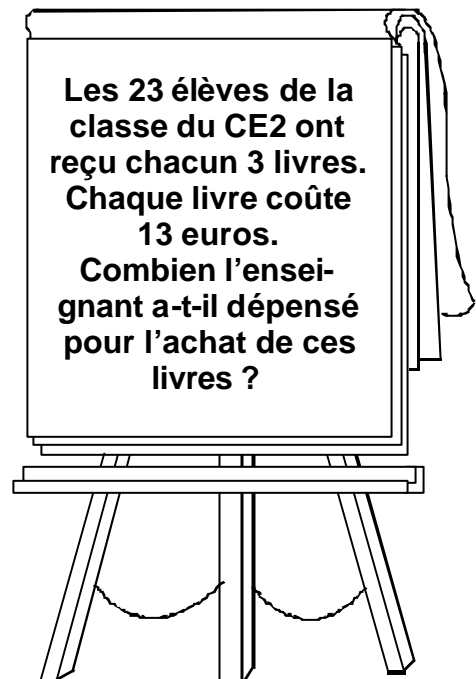 Les 23 élèves de la
classe du CE2 ont
reçu chacun 3 livres.
Chaque livre coûte
13 euros.
Combien l’ensei-
gnant a-t-il dépensé
pour l’achat de ces
livres ?